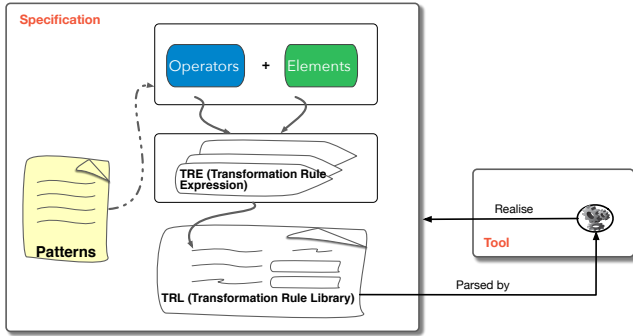 Specification
Operators + Elements
TRE (Transformation Rule
Expression)
Patterns
TRL (Transformation Rule Library)
Realise
Tool
Parsed by